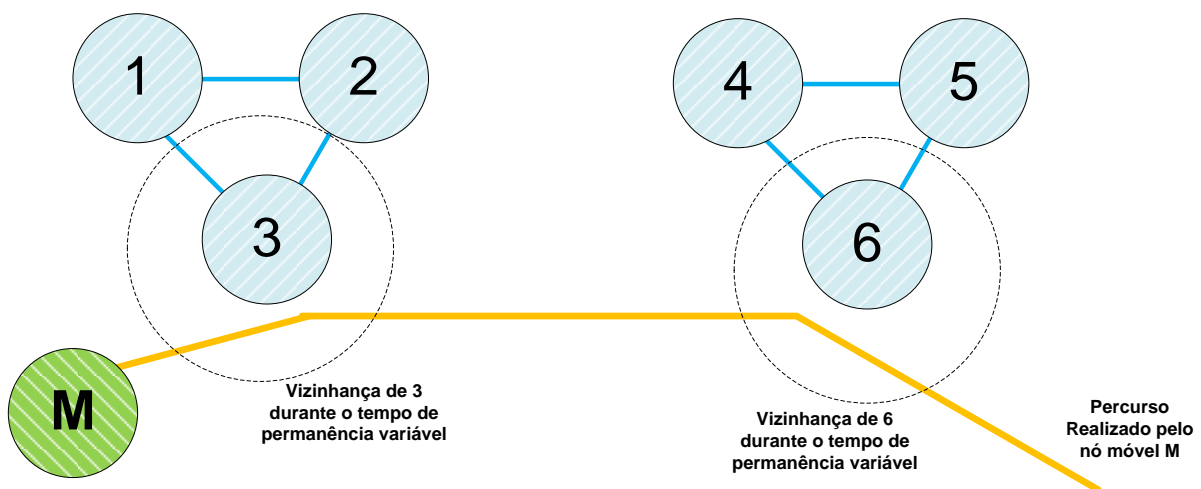 1
2
4
5
3
6
M
Vizinhança de 3
durante o tempo de
permanência variável
Vizinhança de 6
durante o tempo de
permanência variável
Percurso
Realizado pelo
nó móvel M